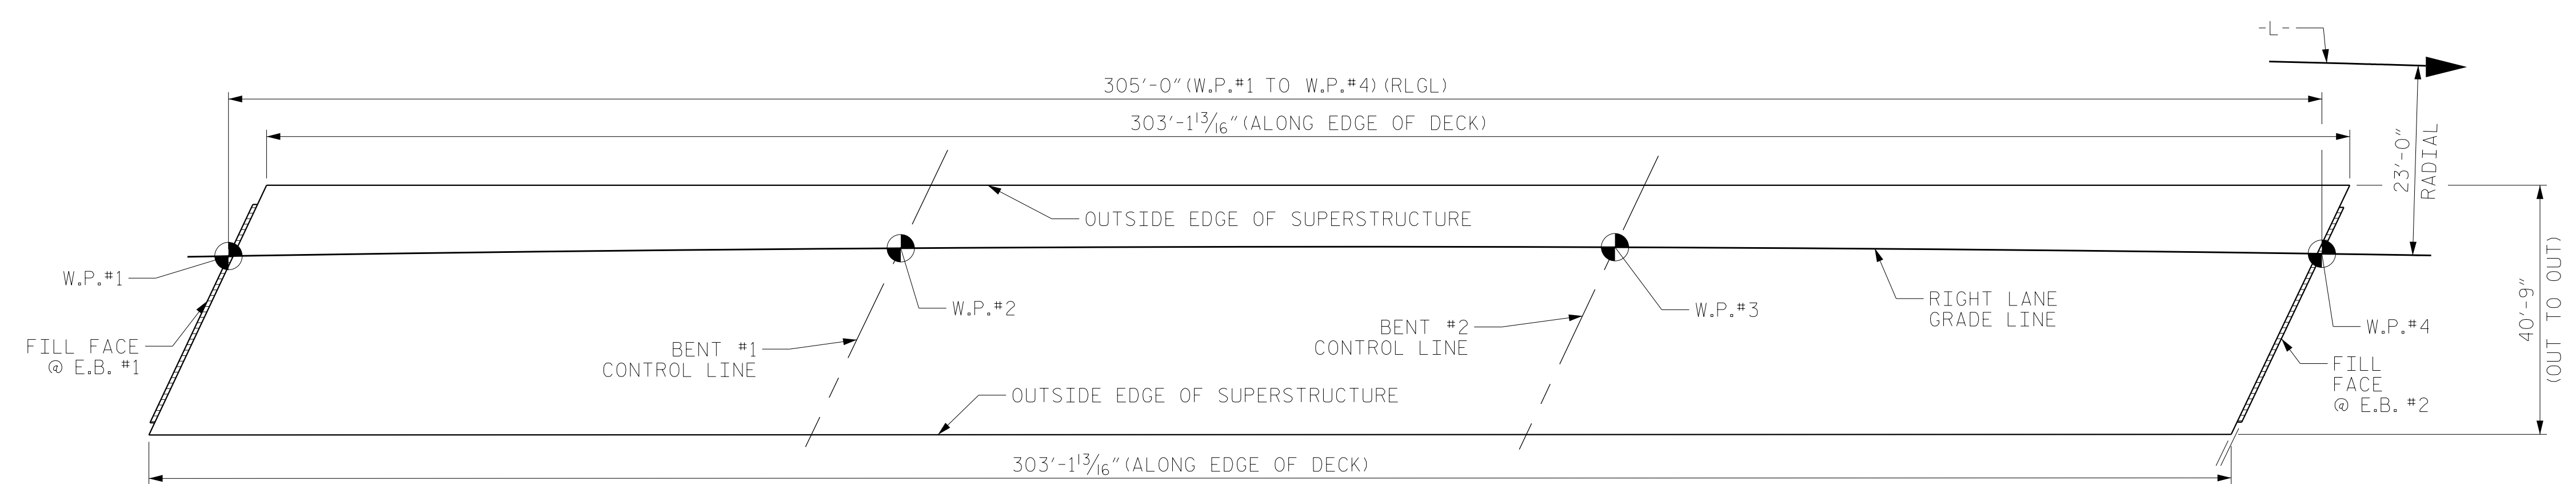 -L-
305'-0" (W.P.#1 TO W.P.#4) (RLGL)
303'-1 13/16" (ALONG EDGE OF DECK)
23'-0"
RADIAL
OUTSIDE EDGE OF SUPERSTRUCTURE
W.P.#1
W.P.#2
W.P.#3
W.P.#4
RIGHT LANE
GRADE LINE
40'-9"
(OUT TO OUT)
FILL FACE
@ E.B. #1
BENT #1
CONTROL LINE
BENT #2
CONTROL LINE
FILL
FACE
@ E.B. #2
OUTSIDE EDGE OF SUPERSTRUCTURE
303'-1 13/16" (ALONG EDGE OF DECK)